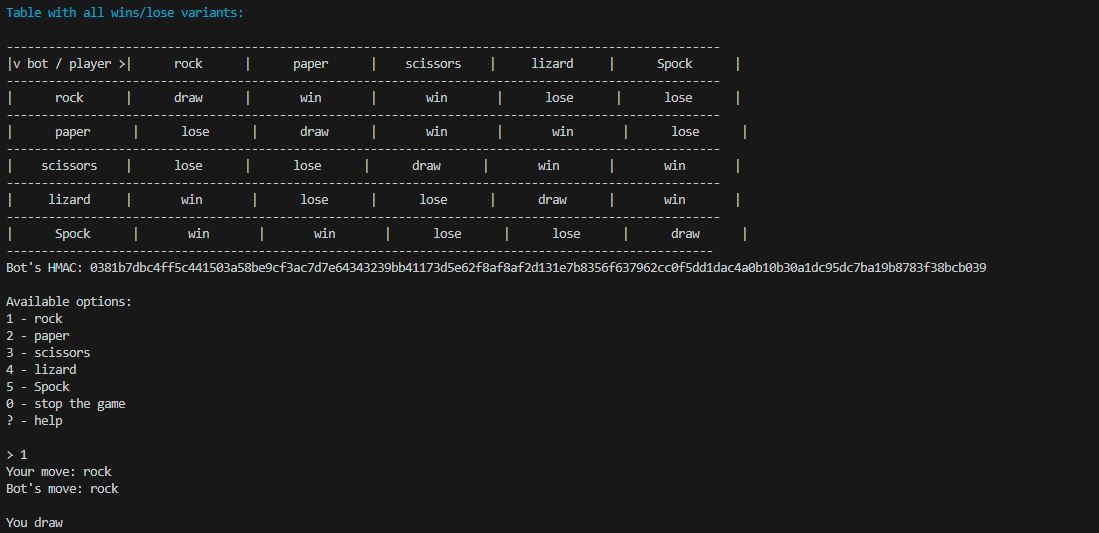 Table with all wins/lose variants:
------------------------------------------------------------------------------------------------------
|v bot / player >|      rock      |      paper      |    scissors    |     lizard     |      Spock      |
------------------------------------------------------------------------------------------------------
|      rock      |      draw      |       win       |      win       |      lose      |      lose      |
------------------------------------------------------------------------------------------------------
|      paper      |      lose      |      draw      |      win       |       win       |      lose      |
------------------------------------------------------------------------------------------------------
|    scissors    |      lose      |      lose      |      draw      |      win       |       win       |
------------------------------------------------------------------------------------------------------
|     lizard     |       win       |      lose      |      lose      |      draw      |       win       |
------------------------------------------------------------------------------------------------------
|      Spock      |       win       |       win       |      lose      |      lose      |      draw      |
-----------------------------------------------------------------------------------------------------
Bot's HMAC: 0381b7dbc4ff5c441503a58be9cf3ac7d7e64343239bb41173d5e62f8af8af2d131e7b8356f637962cc0f5dd1dac4a0b10b30a1dc95dc7ba19b8783f38bcb039
Available options:
1 - rock
2 - paper
3 - scissors
4 - lizard
5 - Spock
0 - stop the game
? - help
> 1
Your move: rock
Bot's move: rock
You draw